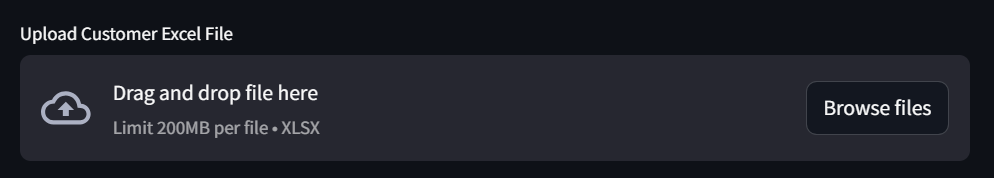 Upload Customer Excel File
Drag and drop file here
Limit 200MB per file • XLSX
Browse files